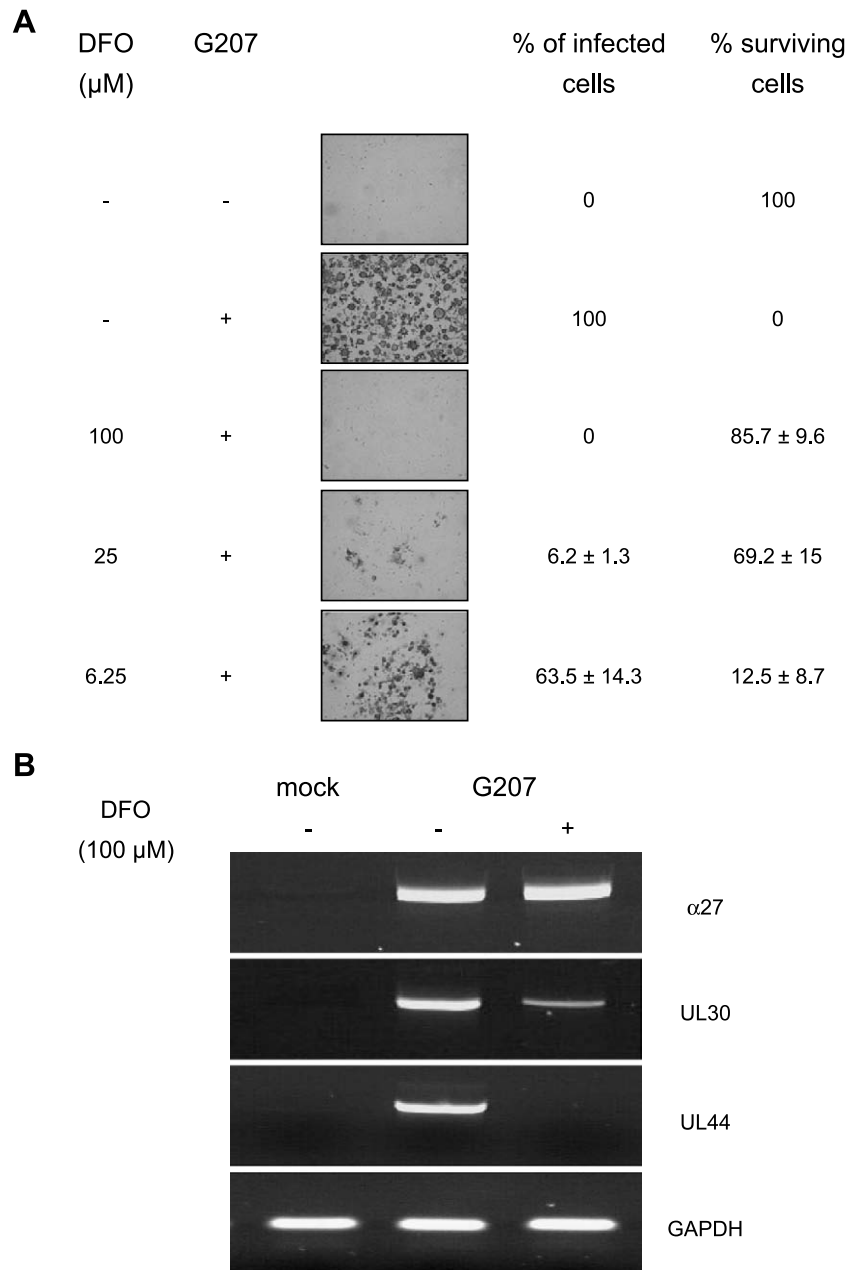 A
DFO G207 % of infected % surviving
(µM) cells cells
- - 0 100
- + 100 0
100 + 0 85.7 ± 9.6
25 + 6.2 ± 1.3 69.2 ± 15
6.25 + 63.5 ± 14.3 12.5 ± 8.7
B
mock G207
DFO
(100 µM) - - +
α27
UL30
UL44
GAPDH